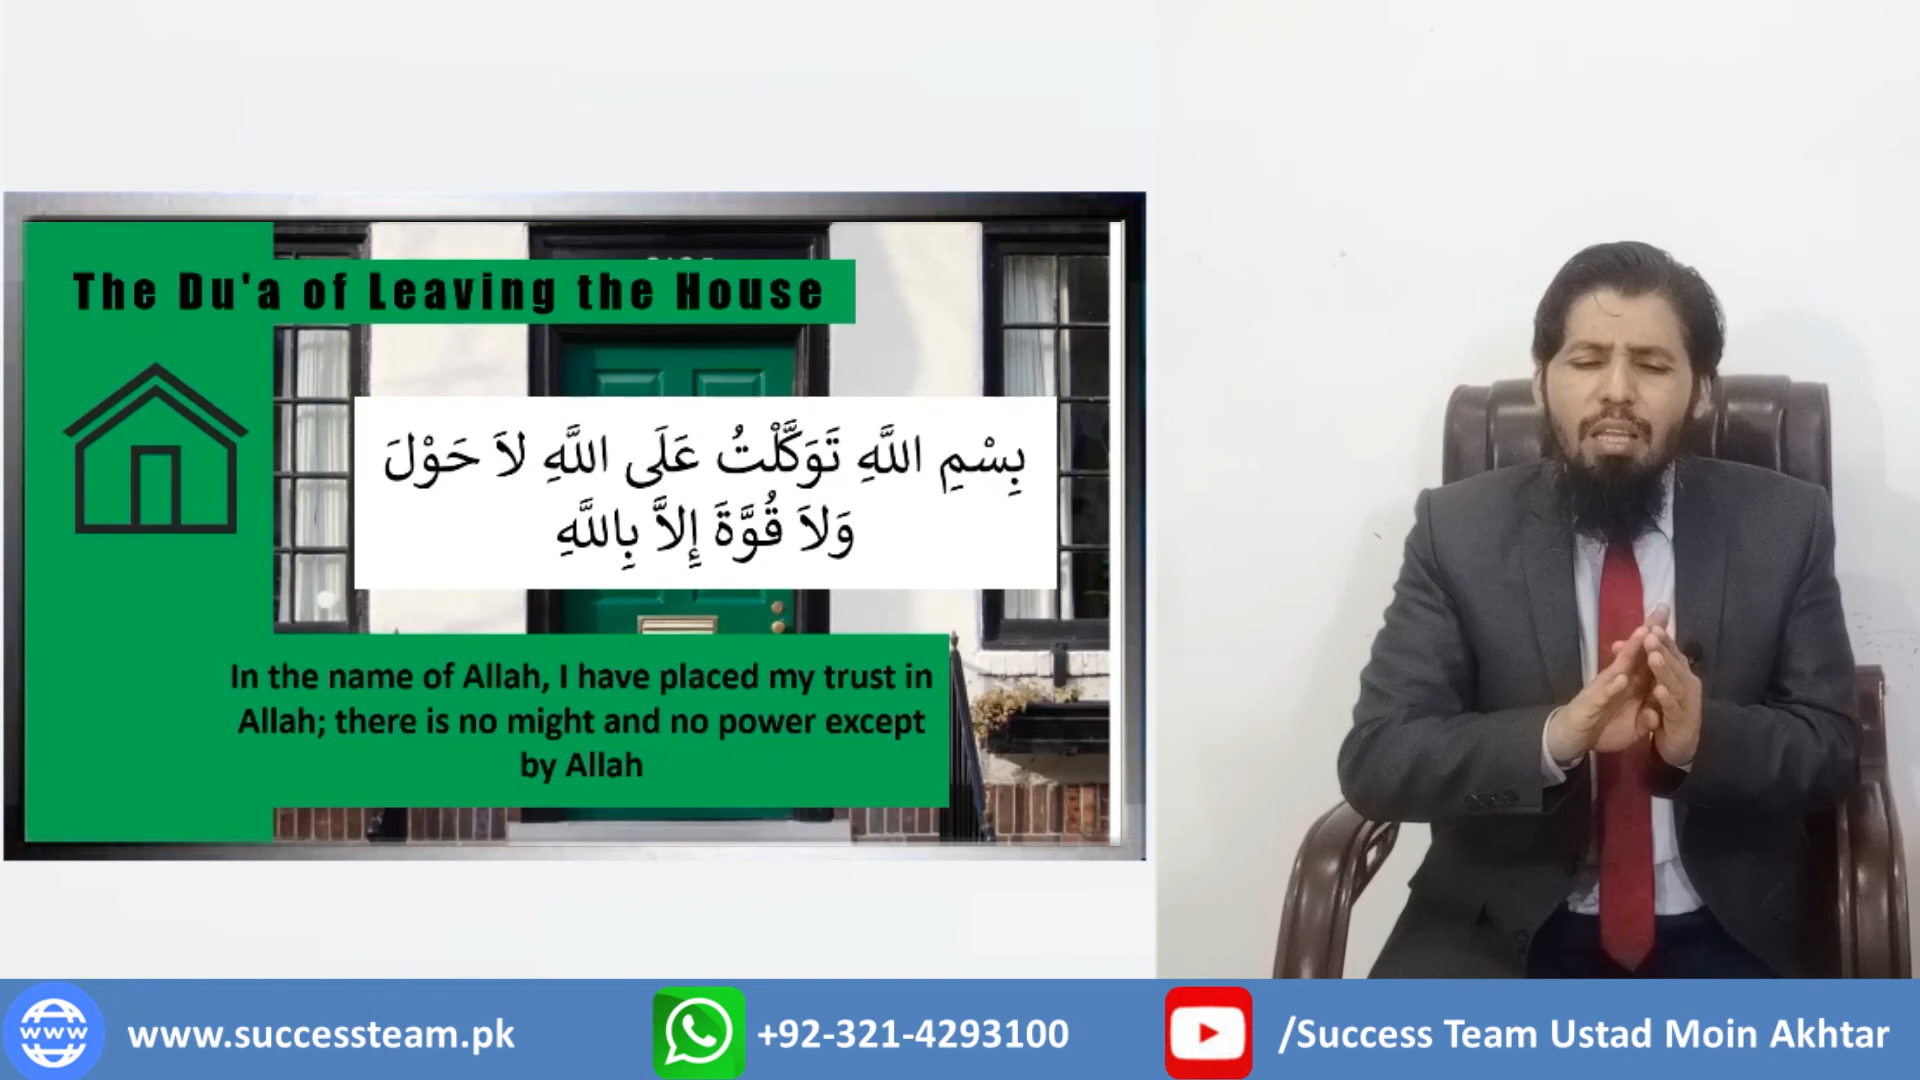 The Du'a of Leaving the House
بِسْمِ اللَّهِ تَوَكَّلْتُ عَلَى اللَّهِ لاَ حَوْلَ
وَلاَ قُوَّةَ إِلاَّ بِاللَّهِ
In the name of Allah, I have placed my trust in
Allah; there is no might and no power except
by Allah
www
www.successteam.pk
+92-321-4293100
/Success Team Ustad Moin Akhtar